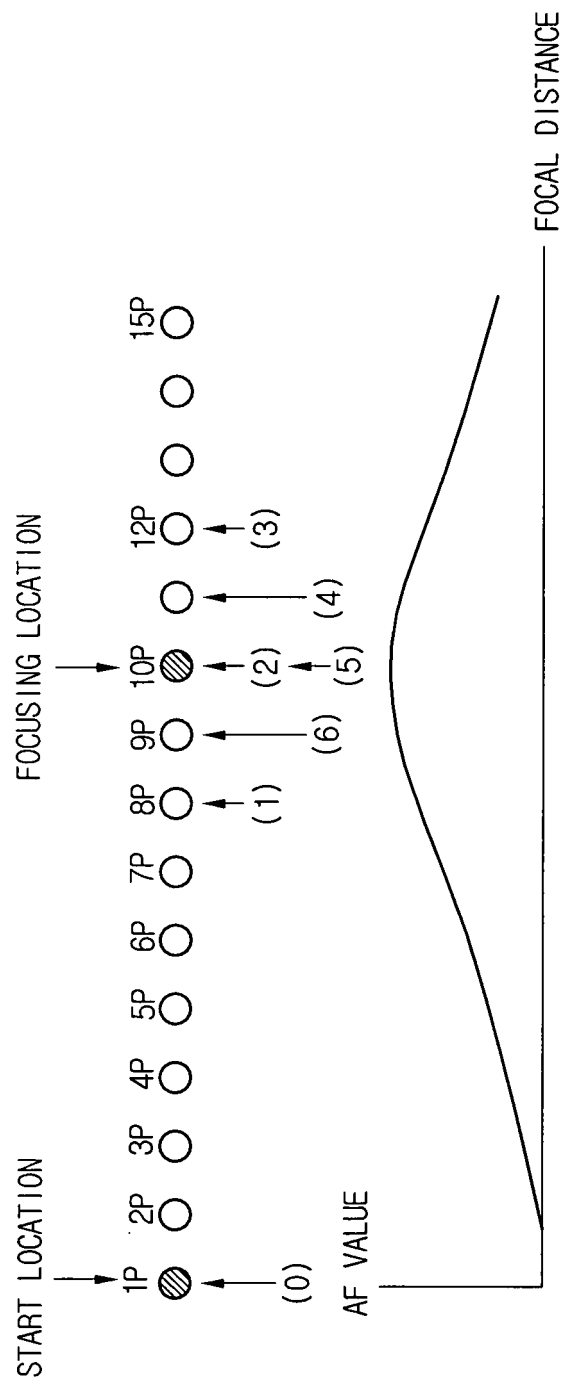 START LOCATION
FOCUSING LOCATION
1P 2P 3P 4P 5P 6P 7P 8P 9P 10P 12P 15P
(0) (1) (2) (3)
(6) (5) (4)
AF VALUE
FOCAL DISTANCE